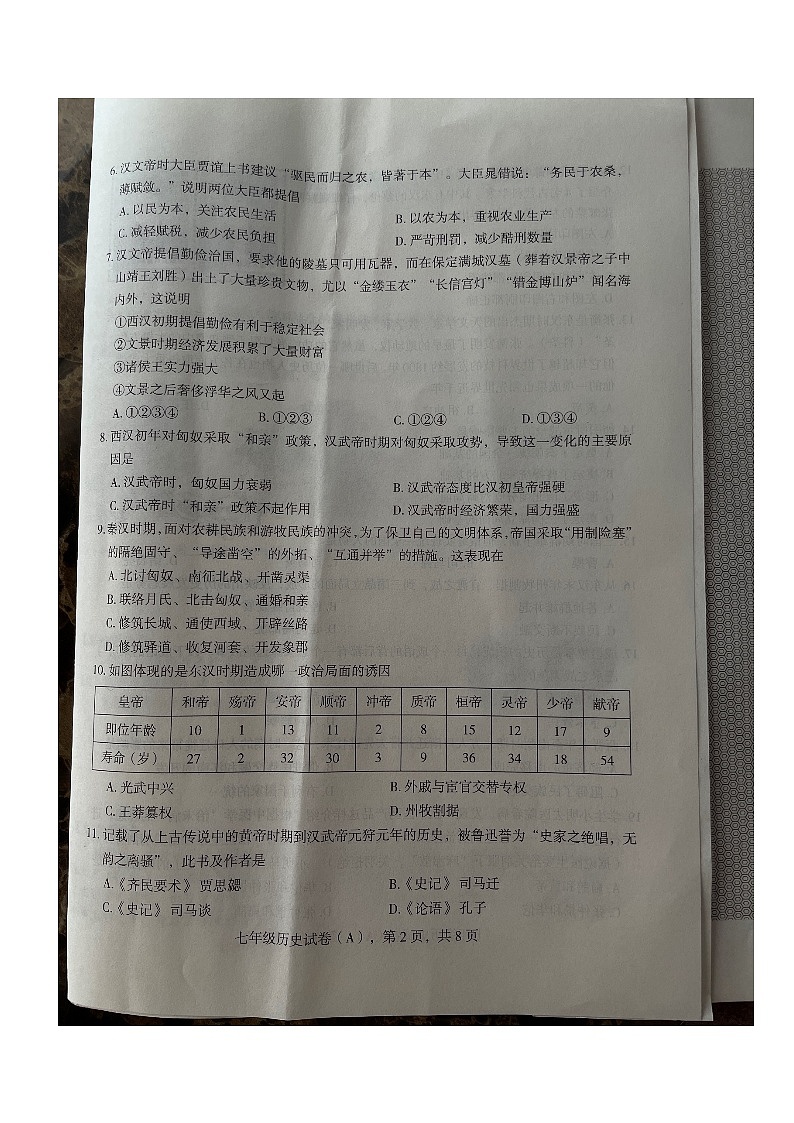 6. 汉文帝时大臣贾谊上书建议“驱民而归之农，皆著于本”。大臣晁错说：“务民于农桑，
薄赋敛。”说明两位大臣都提倡
A. 以民为本，关注农民生活 B. 以农为本，重视农业生产
C. 减轻赋税，减少农民负担 D. 严苛刑罚，减少酷刑数量
7. 汉文帝提倡勤俭治国，要求他的陵墓只可用瓦器，而在保定满城汉墓（葬着汉景帝之子中
山靖王刘胜）出上了大量珍贵文物，尤以“金缕玉衣”“长信宫灯”“错金博山炉”闻名海
内外，这说明
①西汉初期提倡勤俭有利于稳定社会
②文景时期经济发展积累了大量财富
③诸侯王实力强大
④文景之后奢侈浮华之风又起
A. ①②③④ B. ①②③ C. ①②④ D. ①③④
8. 西汉初年对匈奴采取“和亲”政策，汉武帝时期对匈奴采取攻势，导致这一变化的主要原
因是
A. 汉武帝时，匈奴国力衰弱 B. 汉武帝态度比汉初皇帝强硬
C. 汉武帝时“和亲”政策不起作用 D. 汉武帝时经济繁荣，国力强盛
9. 秦汉时期，面对农耕民族和游牧民族的冲突，为了保卫自己的文明体系，帝国采取“用制险塞”
的隔绝固守、“导途凿空”的外拓、“互通并举”的措施。这表现在
A. 北讨匈奴、南征北战、开凿灵渠
B. 联络月氏、北击匈奴、通婚和亲
C. 修筑长城、通使西域、开辟丝路
D. 修筑驿道、收复河套、开发象郡
10. 如图体现的是东汉时期造成哪一政治局面的诱因
皇帝 和帝 殇帝 安帝 顺帝 冲帝 质帝 桓帝 灵帝 少帝 献帝
即位年龄 10 1 13 11 2 8 15 12 17 9
寿命（岁） 27 2 32 30 3 9 36 34 18 54
A. 光武中兴 B. 外戚与宦官交替专权
C. 王莽篡权 D. 州牧割据
11. 记载了从上古传说中的黄帝时期到汉武帝元狩元年的历史，被鲁迅誉为“史家之绝唱，无
韵之离骚”，此书及作者是
A.《齐民要术》贾思勰 B.《史记》司马迁
C.《史记》司马谈 D.《论语》孔子
七年级历史试卷（A），第 2 页，共 8 页